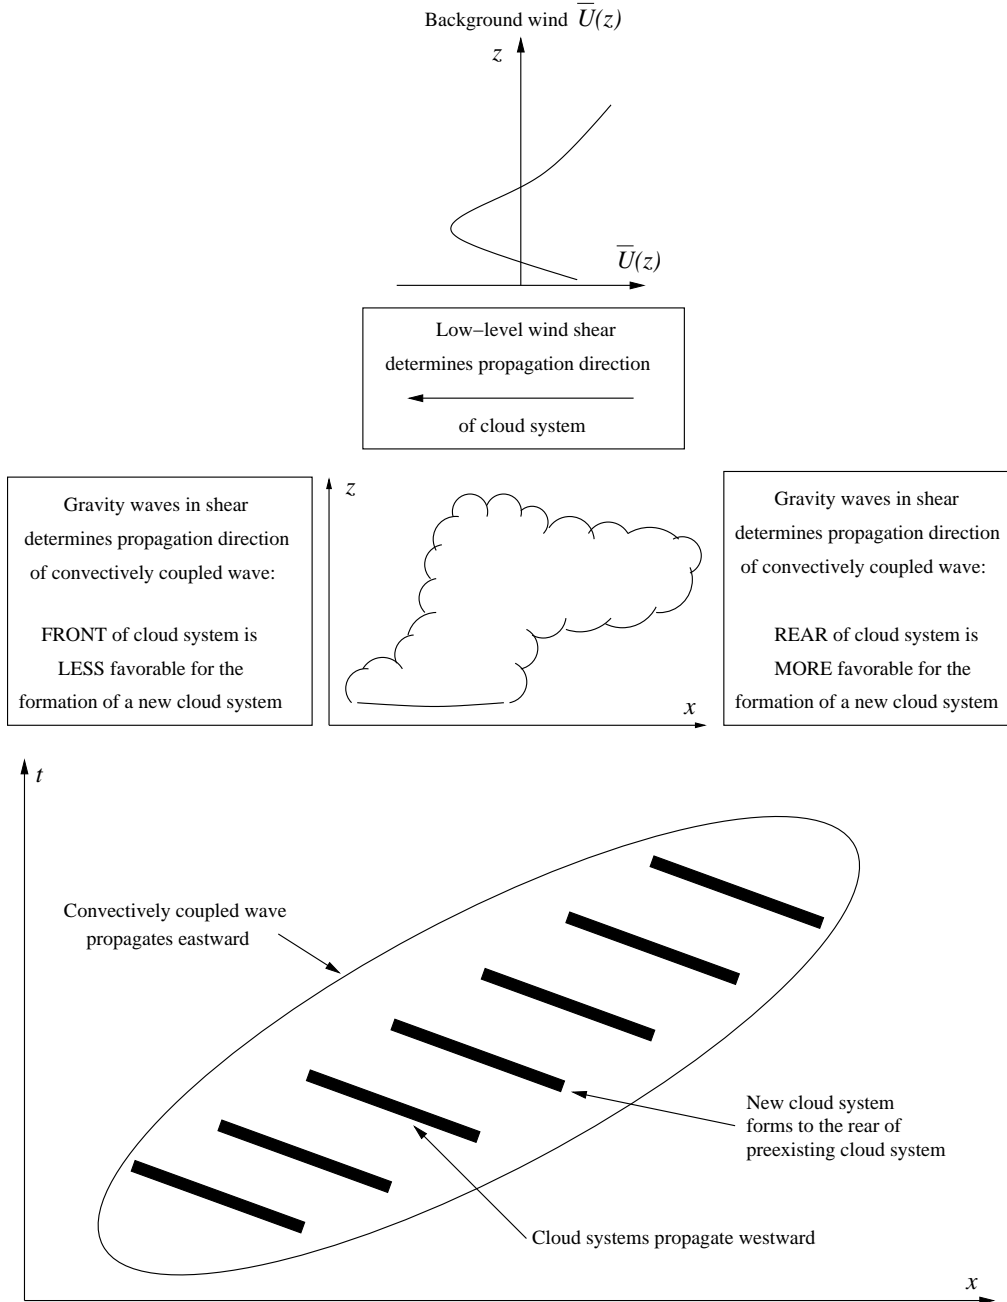 Background wind U̅(z)
z
U̅(z)
Low–level wind shear
determines propagation direction
of cloud system
Gravity waves in shear
determines propagation direction
of convectively coupled wave:
FRONT of cloud system is
LESS favorable for the
formation of a new cloud system
z
x
Gravity waves in shear
determines propagation direction
of convectively coupled wave:
REAR of cloud system is
MORE favorable for the
formation of a new cloud system
t
Convectively coupled wave
propagates eastward
New cloud system
forms to the rear of
preexisting cloud system
Cloud systems propagate westward
x